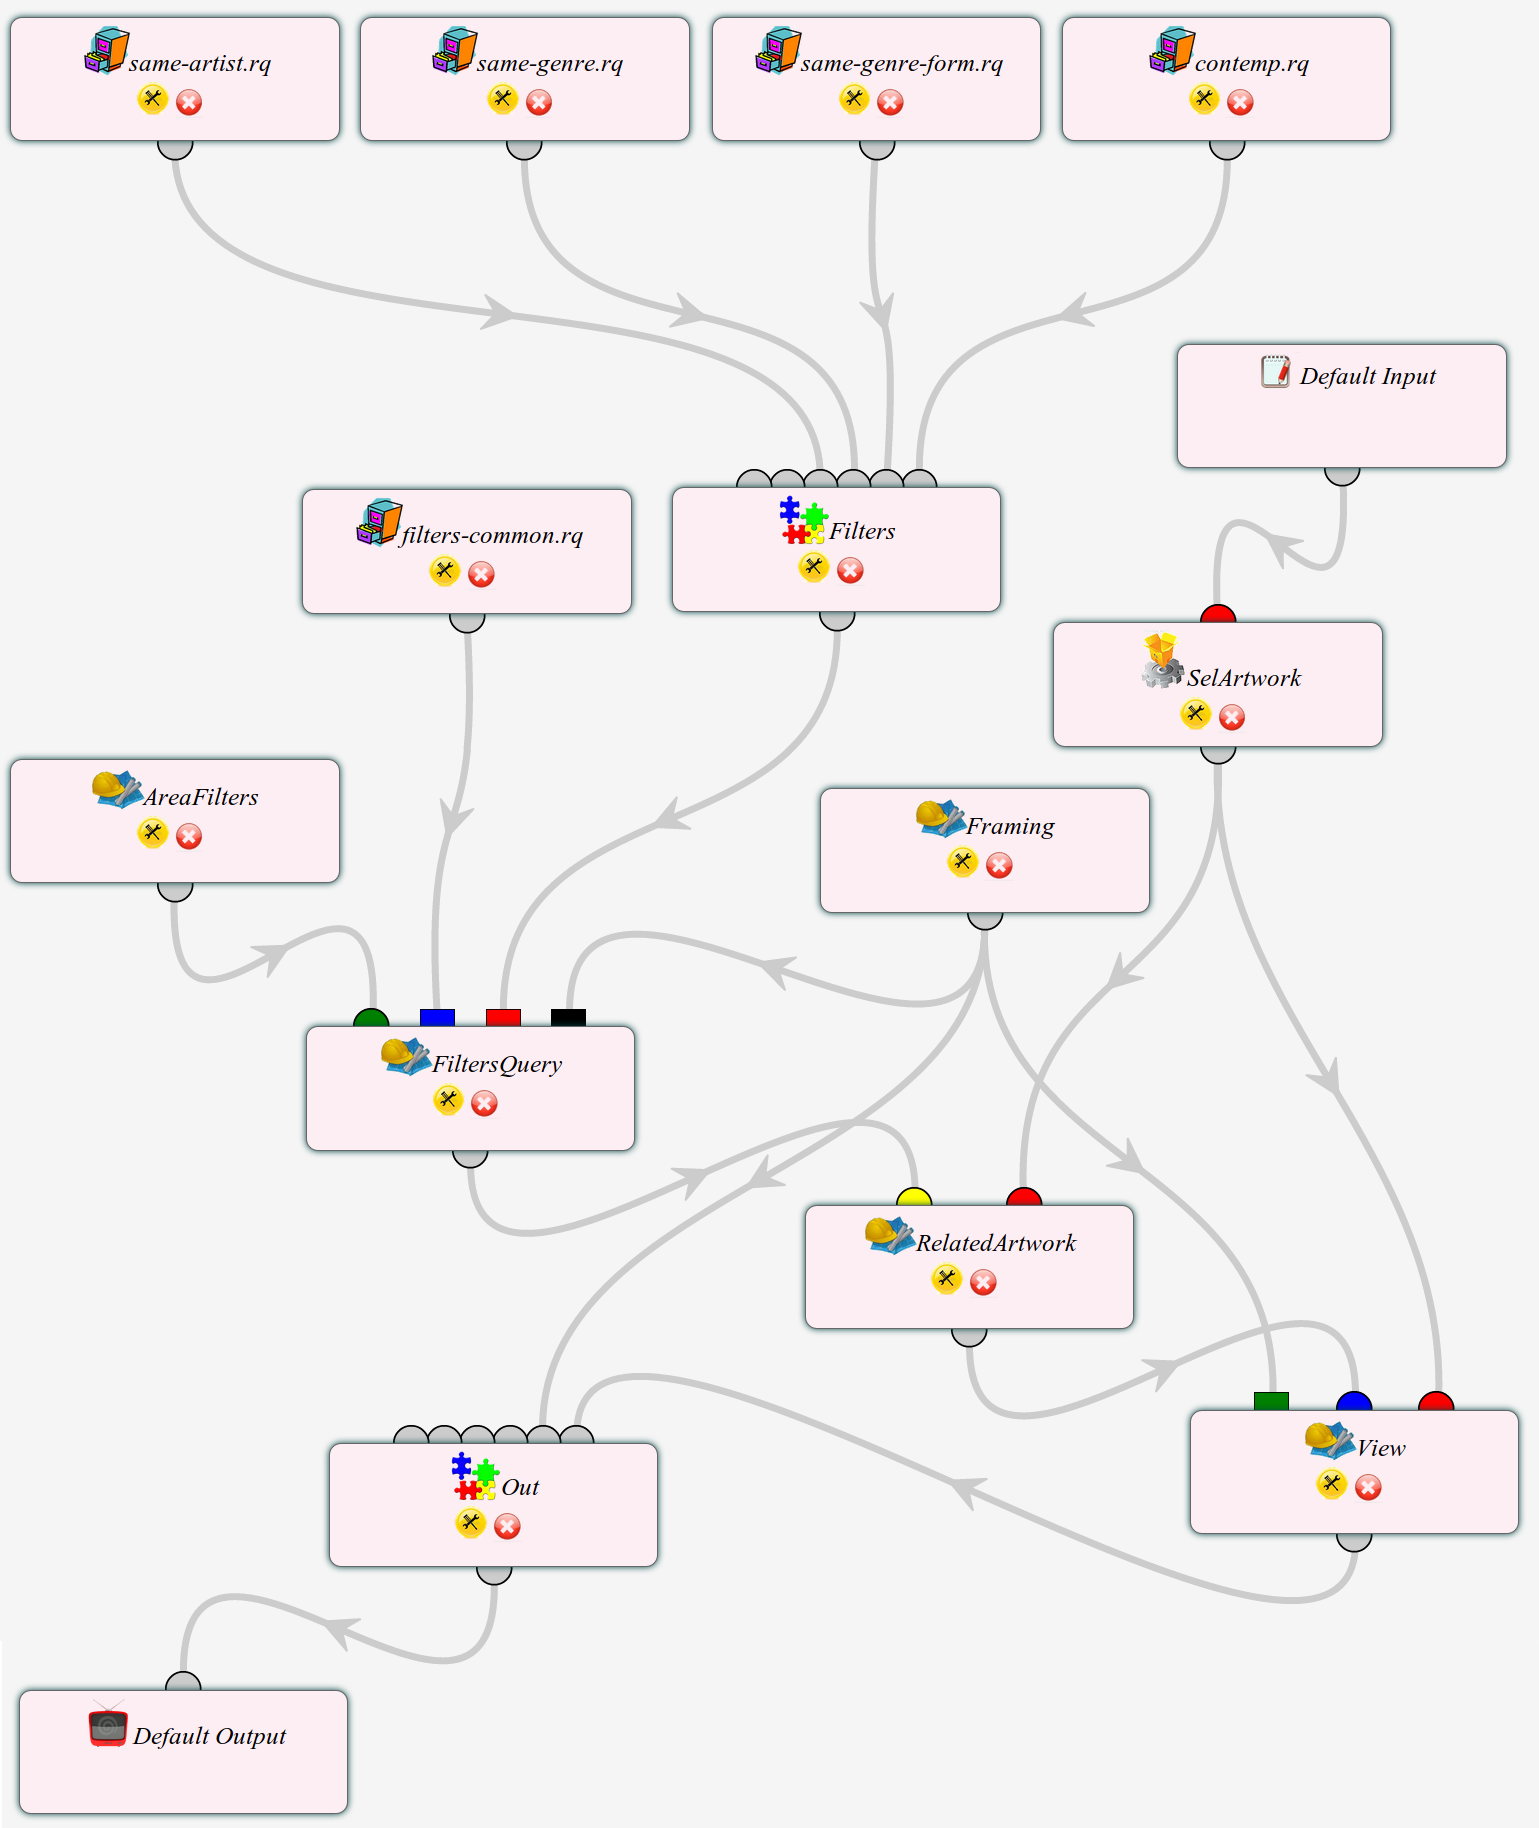 same-artist.rq
same-genre.rq
same-genre-form.rq
contemp.rq
Default Input
filters-common.rq
Filters
SelArtwork
AreaFilters
Framing
FiltersQuery
RelatedArtwork
View
Out
Default Output